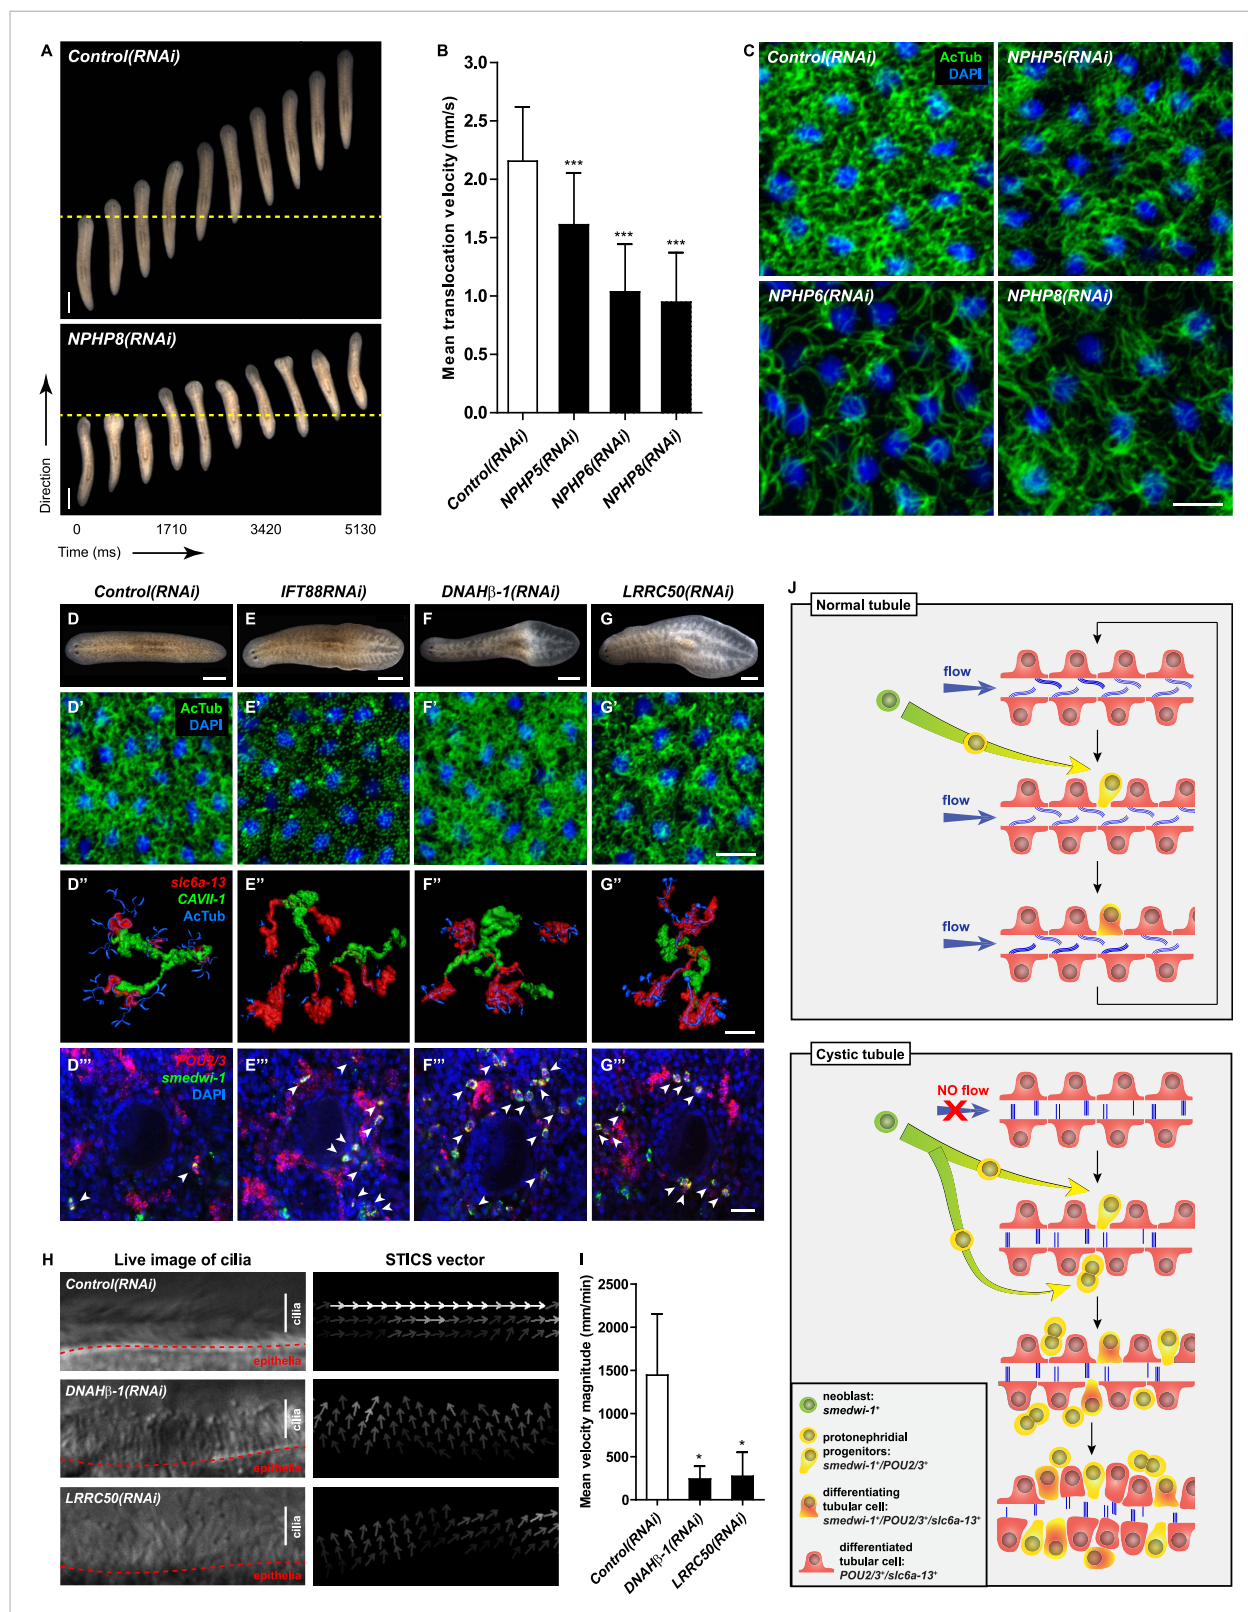 A
Control(RNAi)
NPHP8(RNAi)
Direction
0 1710 3420 5130
Time (ms)
B
Mean translocation velocity (mm/s)
3.0
2.5
2.0
1.5
1.0
0.5
0.0
***
***
***
Control(RNAi)
NPHP5(RNAi)
NPHP6(RNAi)
NPHP8(RNAi)
C
Control(RNAi)
AcTub
DAPI
NPHP5(RNAi)
NPHP6(RNAi)
NPHP8(RNAi)
Control(RNAi) IFT88RNAi) DNAHβ-1(RNAi) LRRC50(RNAi)
D E F G
D' E' F' G'
AcTub
DAPI
D'' E'' F'' G''
slc6a-13
CAVII-1
AcTub
D''' E''' F''' G'''
POU2/3
smedwi-1
DAPI
H
Live image of cilia STICS vector
Control(RNAi)
cilia
epithelia
DNAHβ-1(RNAi)
cilia
epithelia
LRRC50(RNAi)
cilia
epithelia
I
Mean velocity magnitude (mm/min)
2500
2000
1500
1000
500
0
*
*
Control(RNAi)
DNAHβ-1(RNAi)
LRRC50(RNAi)
J
Normal tubule
flow
flow
flow
Cystic tubule
NO flow
X
neoblast:
smedwi-1⁺
protonephridial
progenitors:
smedwi-1⁺/POU2/3⁺
differentiating
tubular cell:
smedwi-1⁺/POU2/3⁺/slc6a-13⁺
differentiated
tubular cell:
POU2/3⁺/slc6a-13⁺